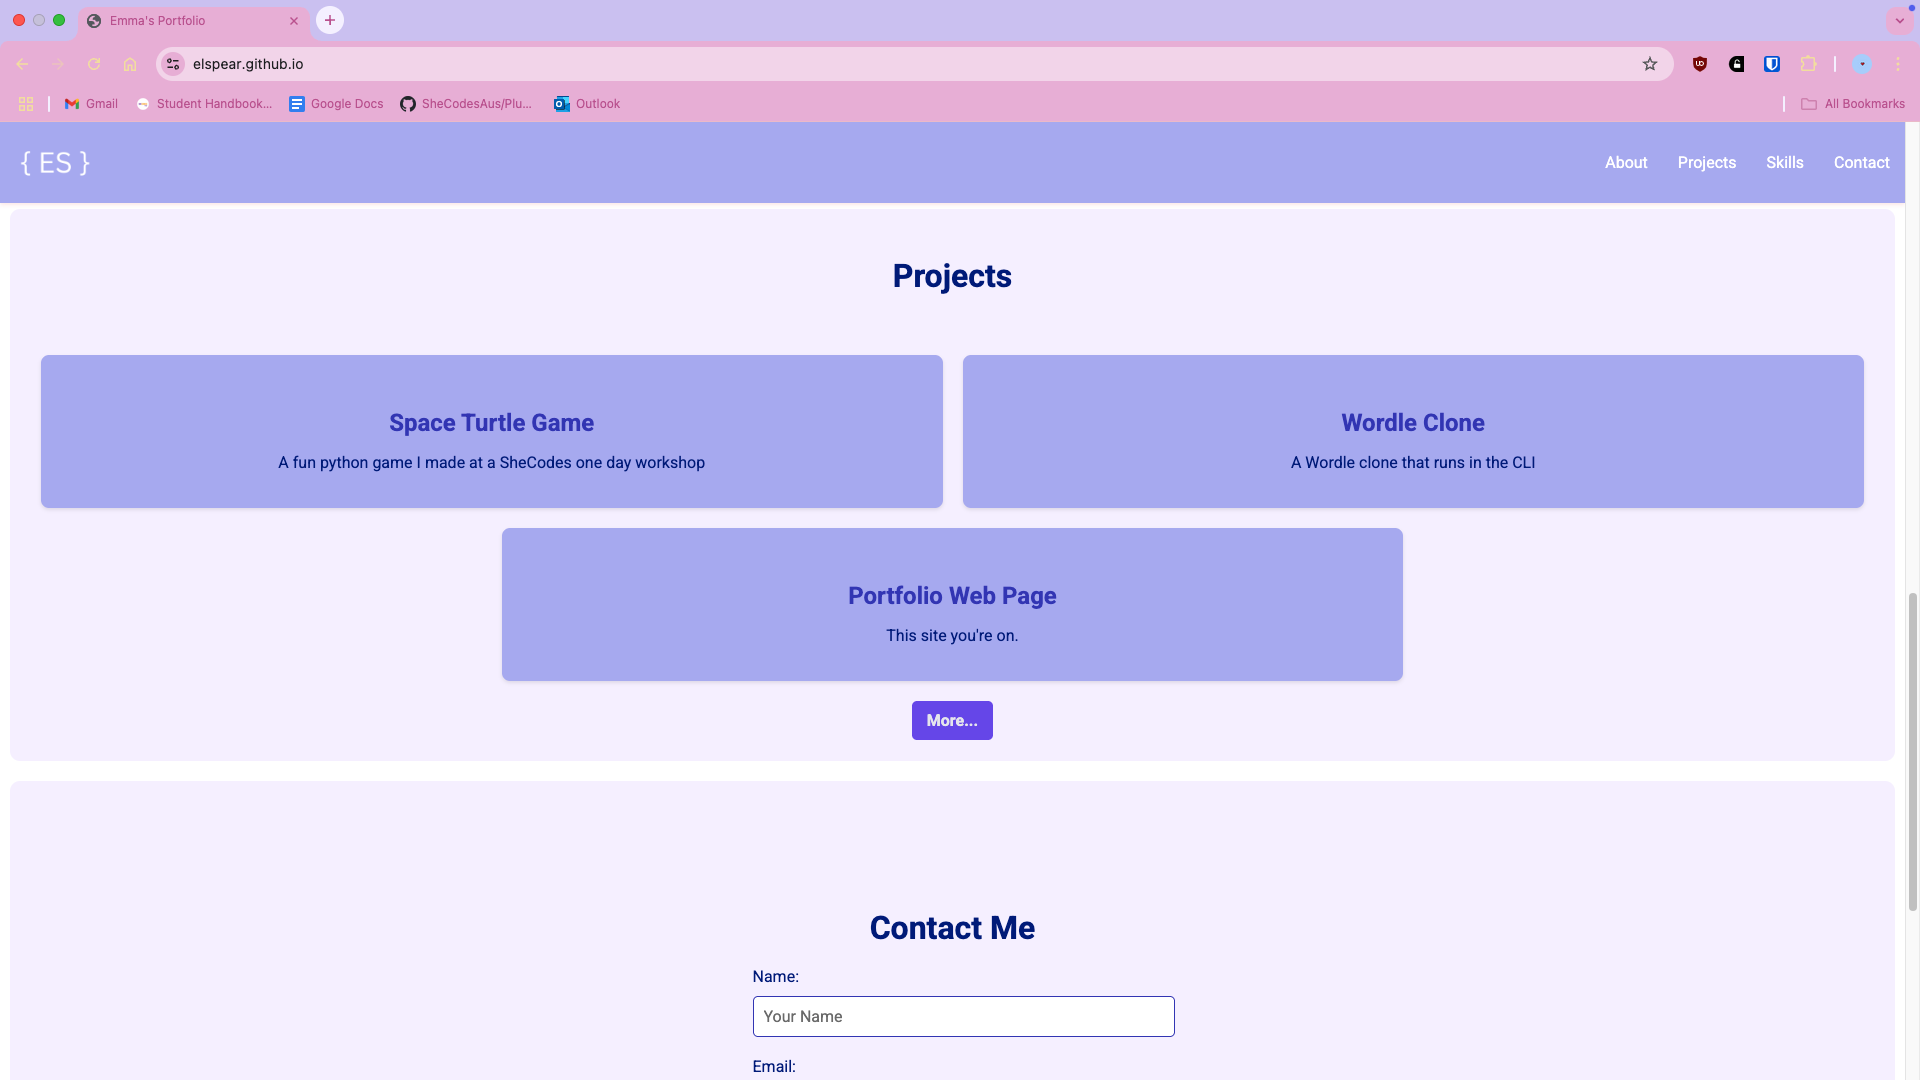 Emma's Portfolio
elspear.github.io
Gmail
Student Handbook...
Google Docs
SheCodesAus/Plu...
Outlook
All Bookmarks
{ ES }
About
Projects
Skills
Contact
Projects
Space Turtle Game
A fun python game I made at a SheCodes one day workshop
Wordle Clone
A Wordle clone that runs in the CLI
Portfolio Web Page
This site you're on.
More...
Contact Me
Name:
Your Name
Email: